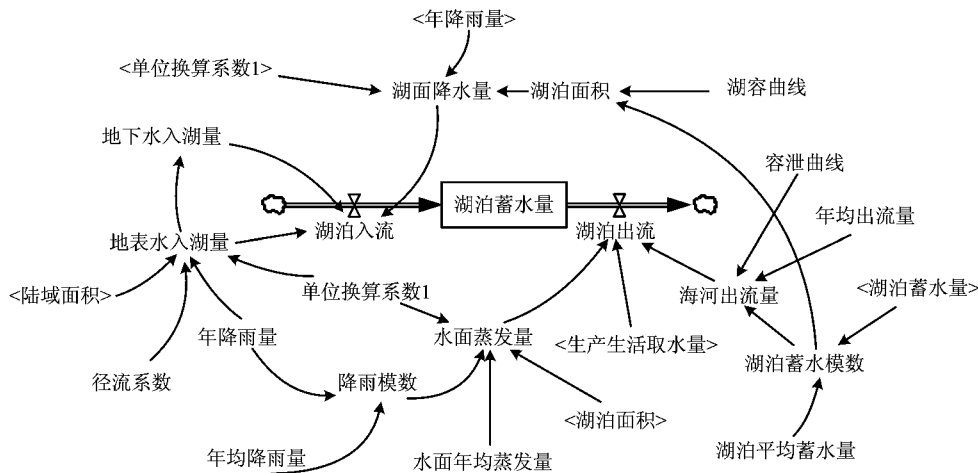 <年降雨量>
<单位换算系数1>
湖面降水量
湖泊面积
湖容曲线
地下水入湖量
容泄曲线
湖泊蓄水量
年均出流量
湖泊入流
湖泊出流
地表水入湖量
<陆域面积>
单位换算系数1
海河出流量
<湖泊蓄水量>
年降雨量
水面蒸发量
<生产生活取水量>
湖泊蓄水模数
径流系数
降雨模数
<湖泊面积>
年均降雨量
水面年均蒸发量
湖泊平均蓄水量